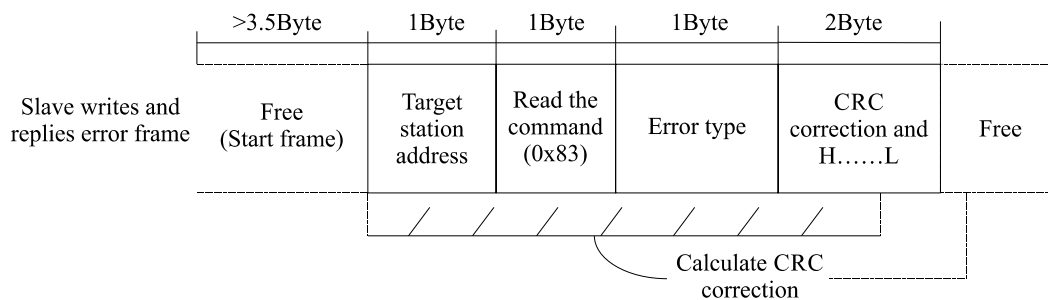 >3.5Byte 1Byte 1Byte 1Byte 2Byte
Slave writes and
replies error frame
Free
(Start frame)
Target
station
address
Read the
command
(0x83)
Error type
CRC
correction and
H……L
Free
Calculate CRC
correction